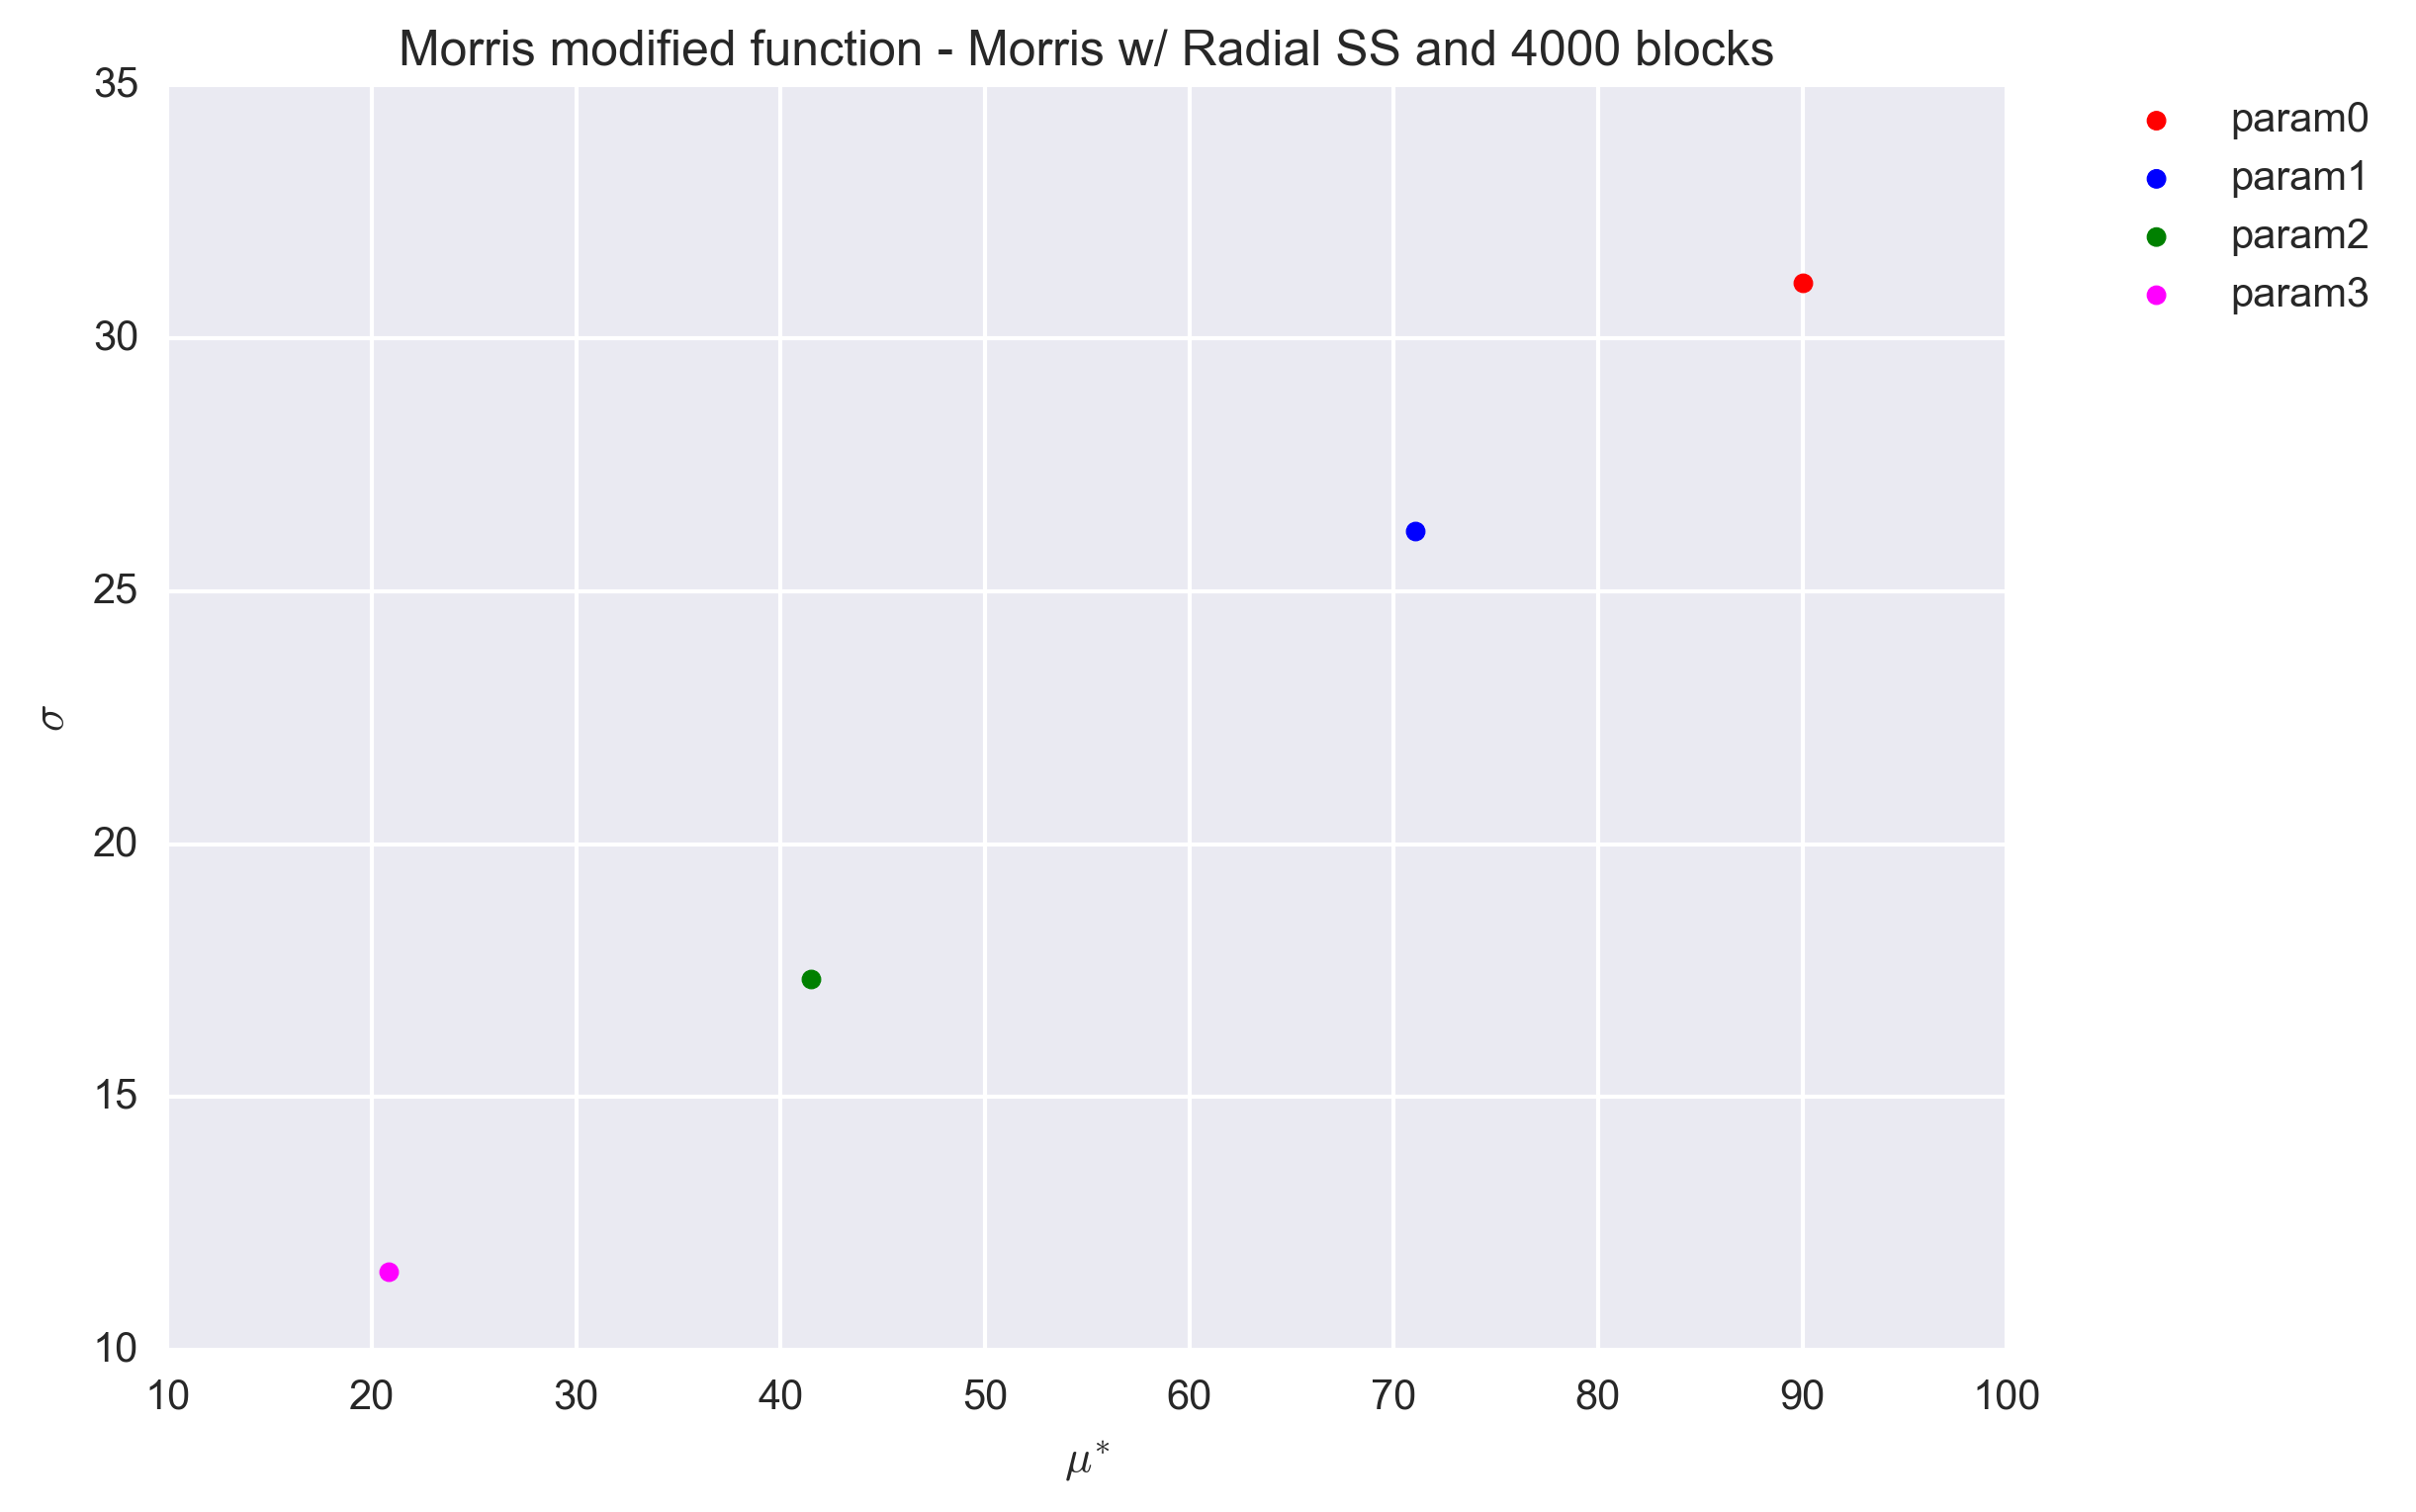 Morris modified function - Morris w/ Radial SS and 4000 blocks
param0
param1
param2
param3
35
30
25
20
15
10
σ
10 20 30 40 50 60 70 80 90 100
μ*